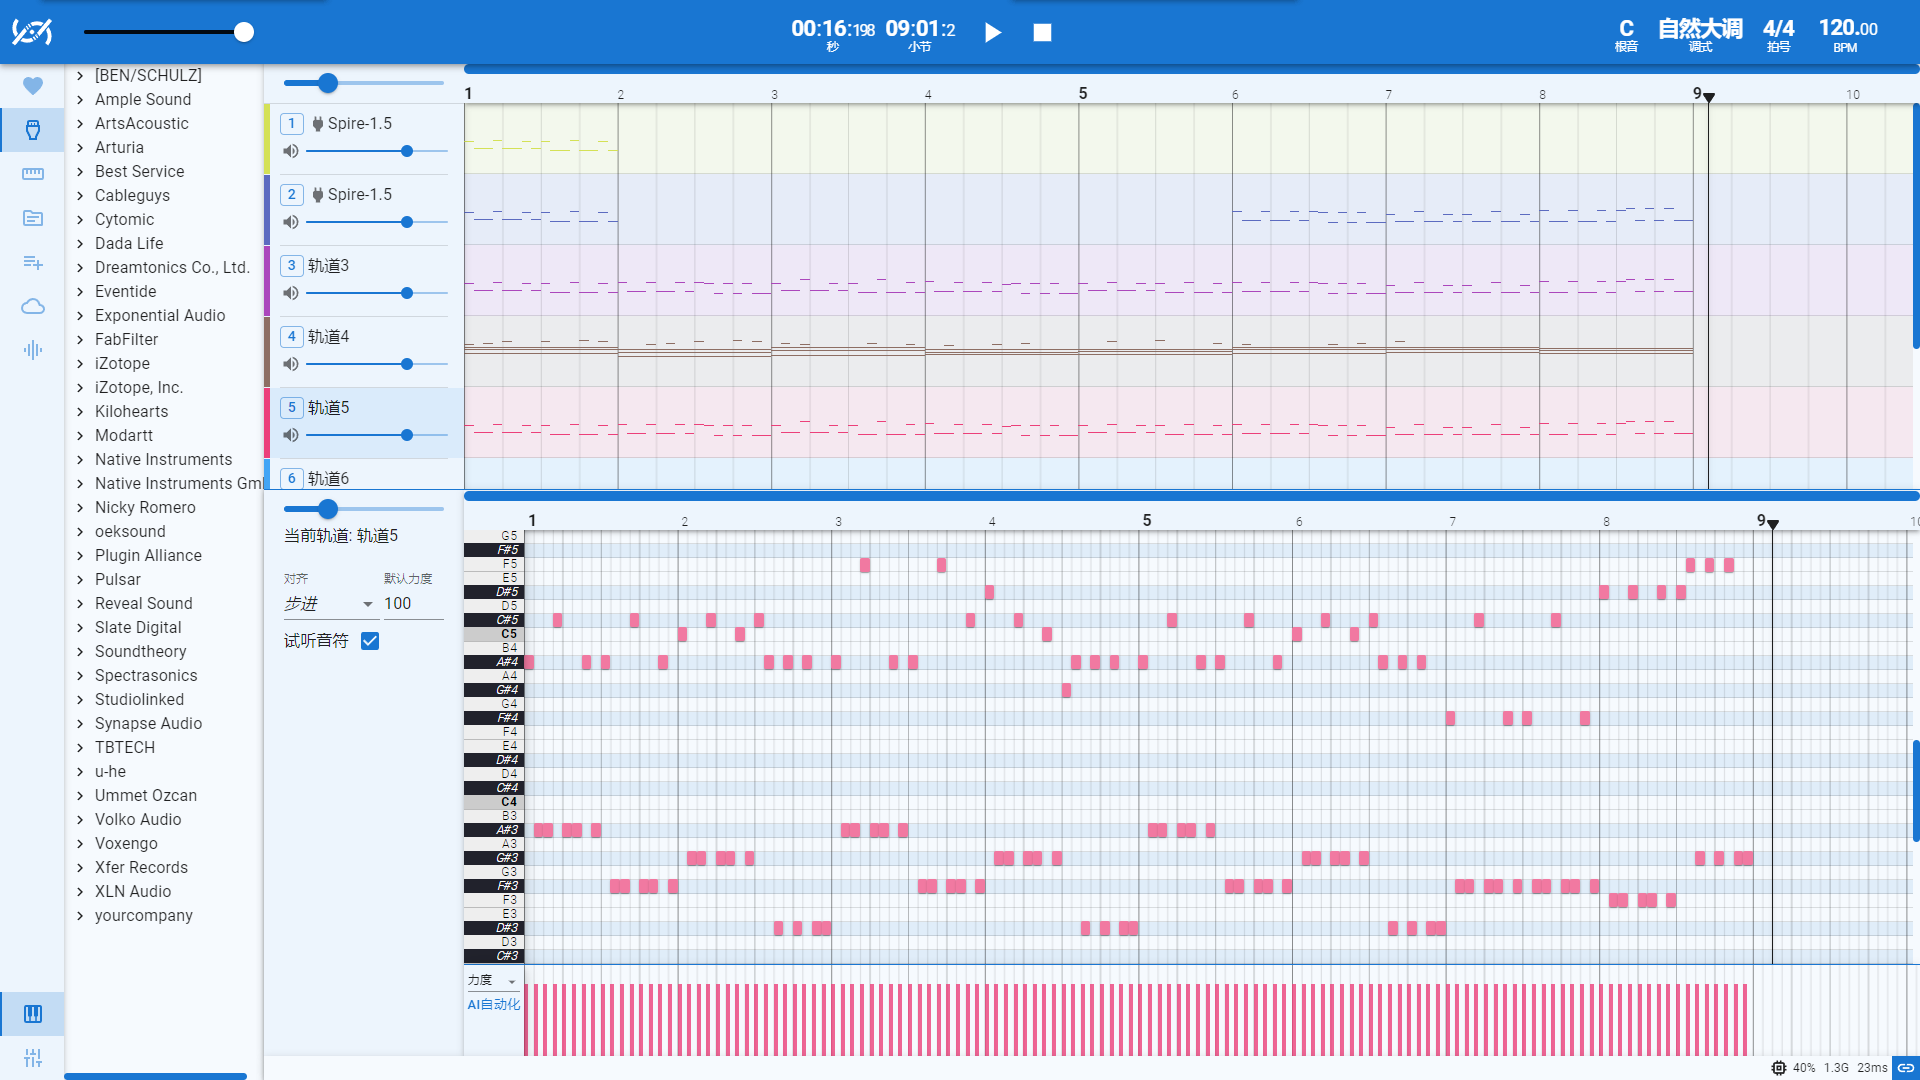 00:16:198 09:01:2
秒 小节
C 自然大调 4/4 120.00
根音 调式 拍号 BPM
[BEN/SCHULZ]
Ample Sound
ArtsAcoustic
Arturia
Best Service
Cableguys
Cytomic
Dada Life
Dreamtonics Co., Ltd.
Eventide
Exponential Audio
FabFilter
iZotope
iZotope, Inc.
Kilohearts
Modartt
Native Instruments
Native Instruments Gm
Nicky Romero
oeksound
Plugin Alliance
Pulsar
Reveal Sound
Slate Digital
Soundtheory
Spectrasonics
Studiolinked
Synapse Audio
TBTECH
u-he
Ummet Ozcan
Volko Audio
Voxengo
Xfer Records
XLN Audio
yourcompany
1 2 3 4 5 6 7 8 9 10
1 Spire-1.5
2 Spire-1.5
3 轨道3
4 轨道4
5 轨道5
6 轨道6
当前轨道: 轨道5
对齐 默认力度
步进 100
试听音符
1 2 3 4 5 6 7 8 9 10
G5
F#5
F5
E5
D#5
D5
C#5
C5
B4
A#4
A4
G#4
G4
F#4
F4
E4
D#4
D4
C#4
C4
B3
A#3
A3
G#3
G3
F#3
F3
E3
D#3
D3
C#3
力度
AI自动化
40% 1.3G 23ms